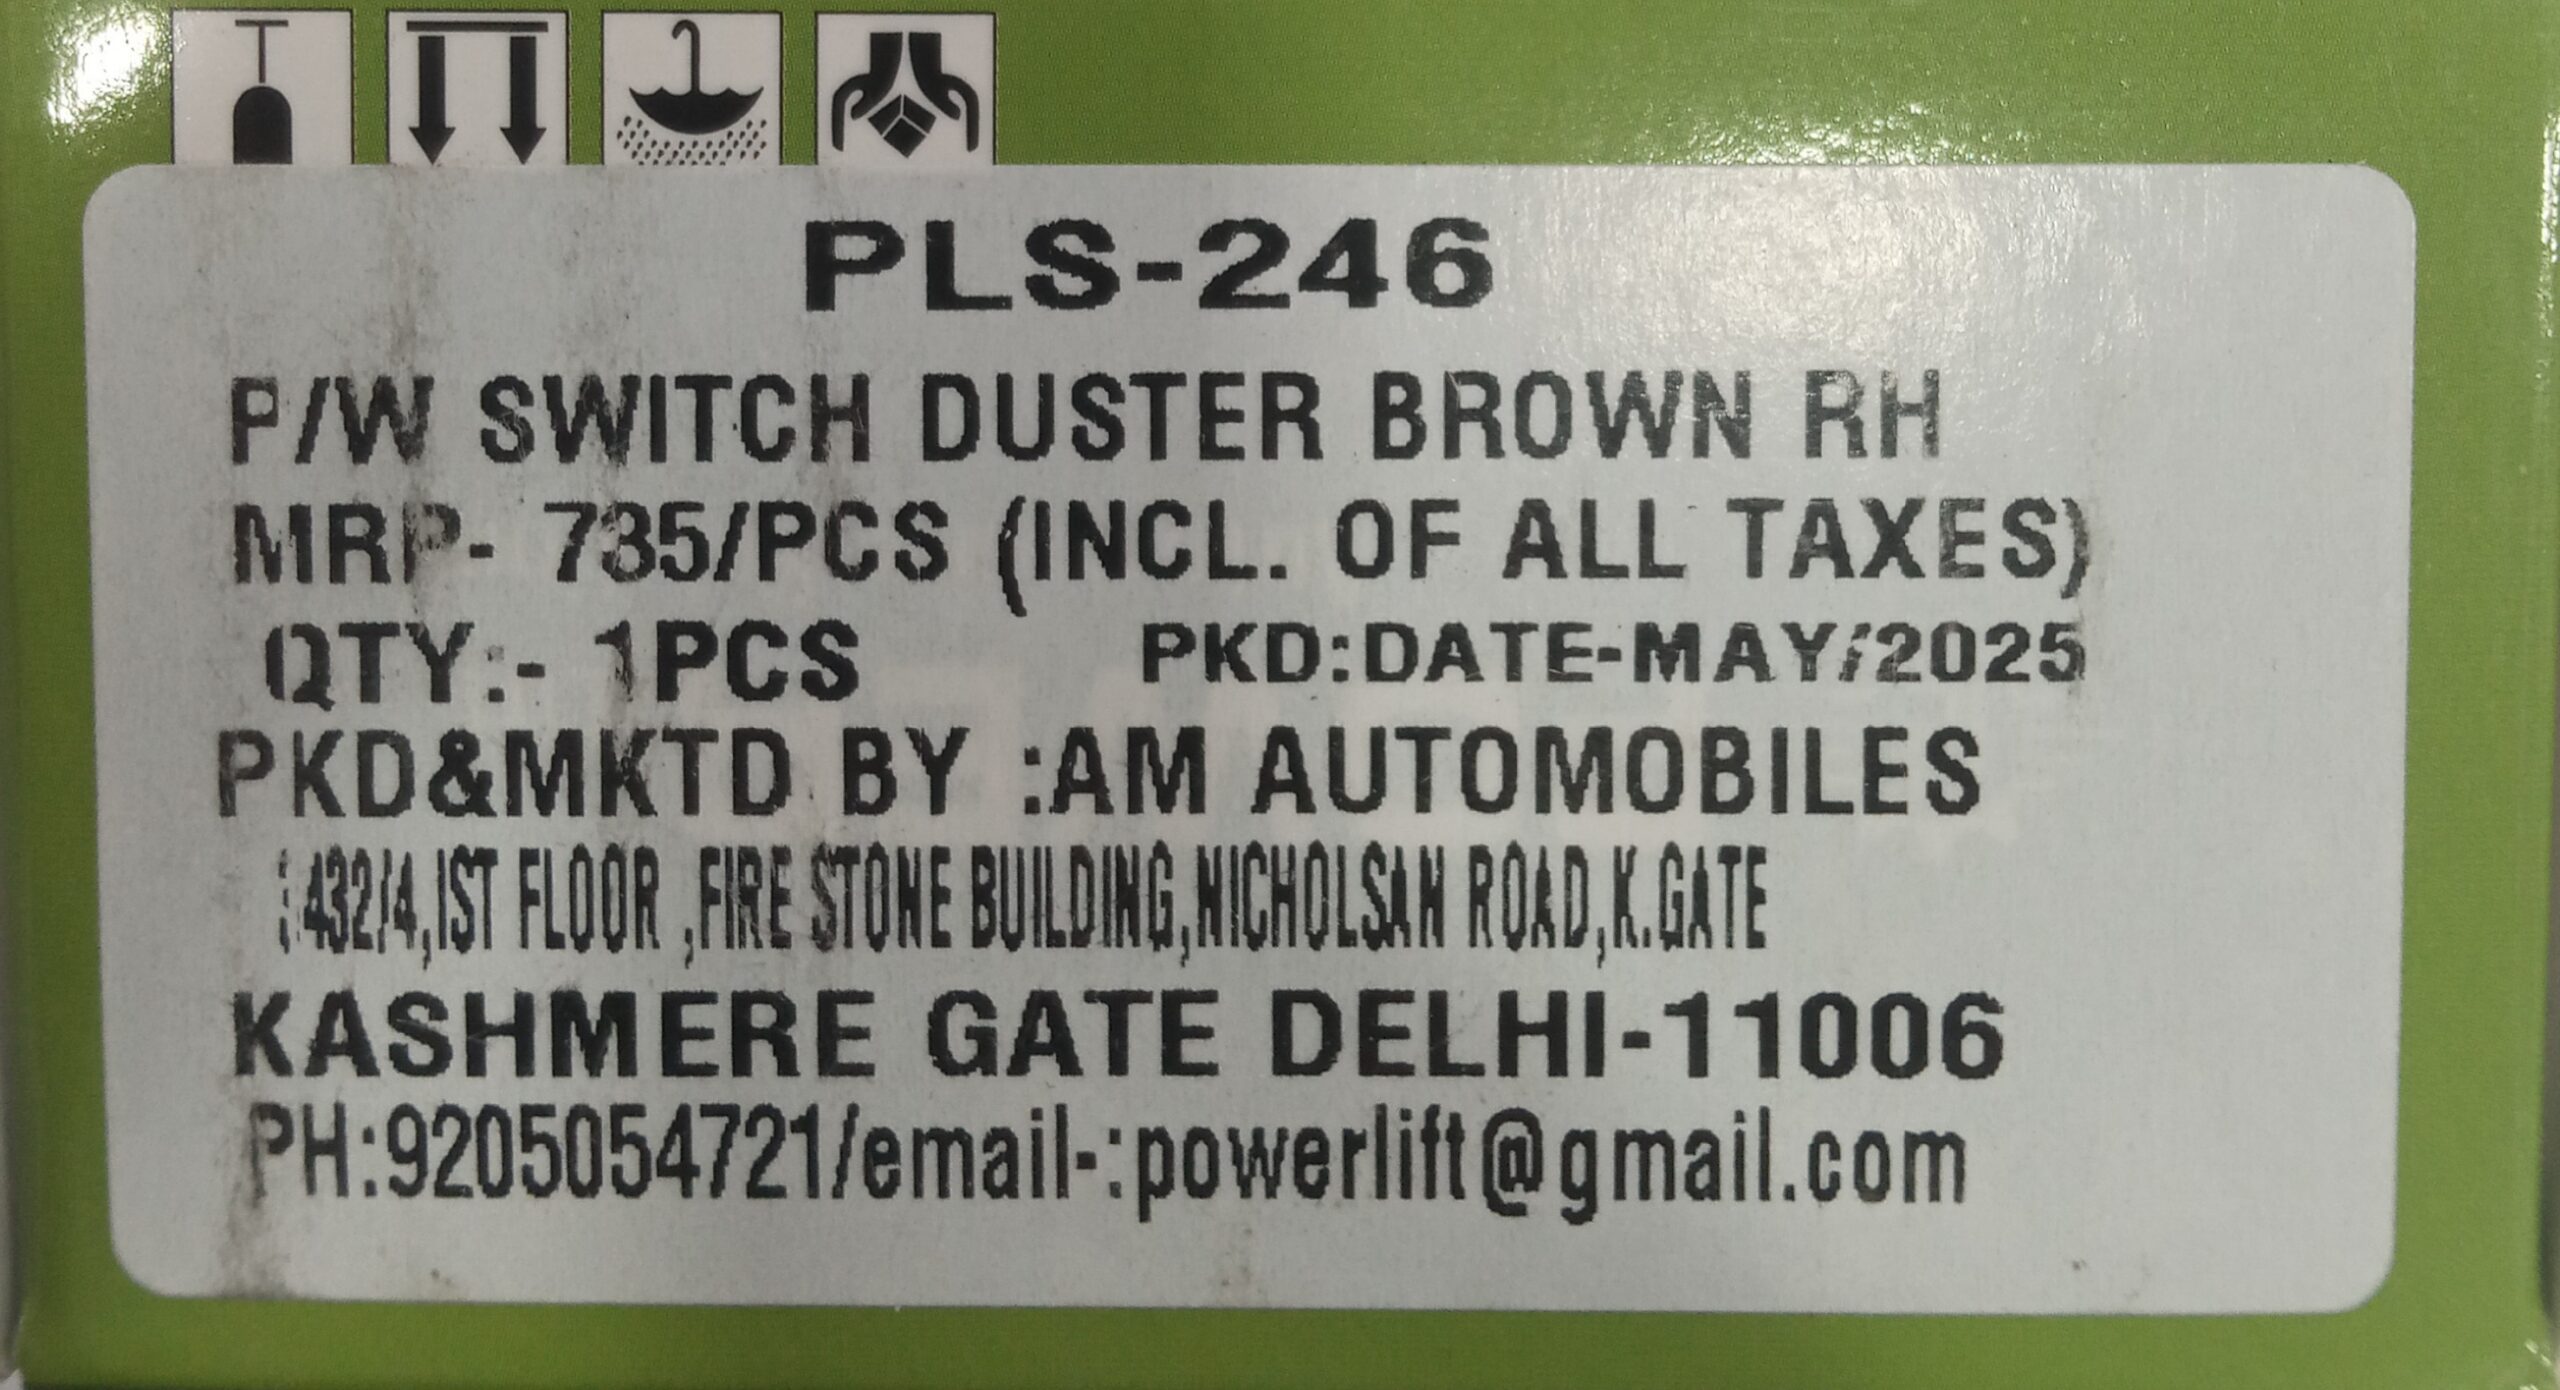 PLS-246
P/W SWITCH DUSTER BROWN RH
MRP- 735/PCS (INCL. OF ALL TAXES)
QTY:- 1PCS PKD:DATE-MAY/2025
PKD&MKTD BY :AM AUTOMOBILES
432/4,IST FLOOR ,FIRE STONE BUILDING,NICHOLSAN ROAD,K.GATE
KASHMERE GATE DELHI-11006
PH:9205054721/email-:powerlift@gmail.com